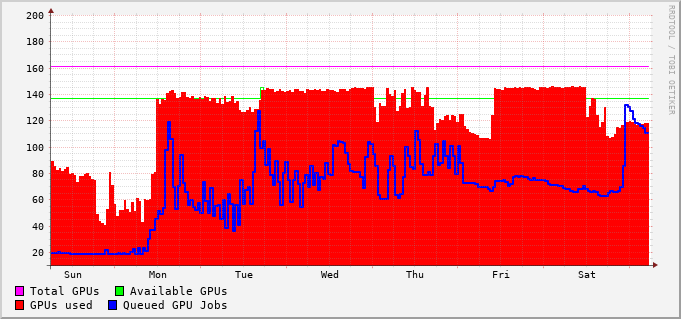 200
180
160
140
120
100
80
60
40
20
Sun Mon Tue Wed Thu Fri Sat
Total GPUs Available GPUs
GPUs used Queued GPU Jobs
RRDTOOL / TOBI OETIKER